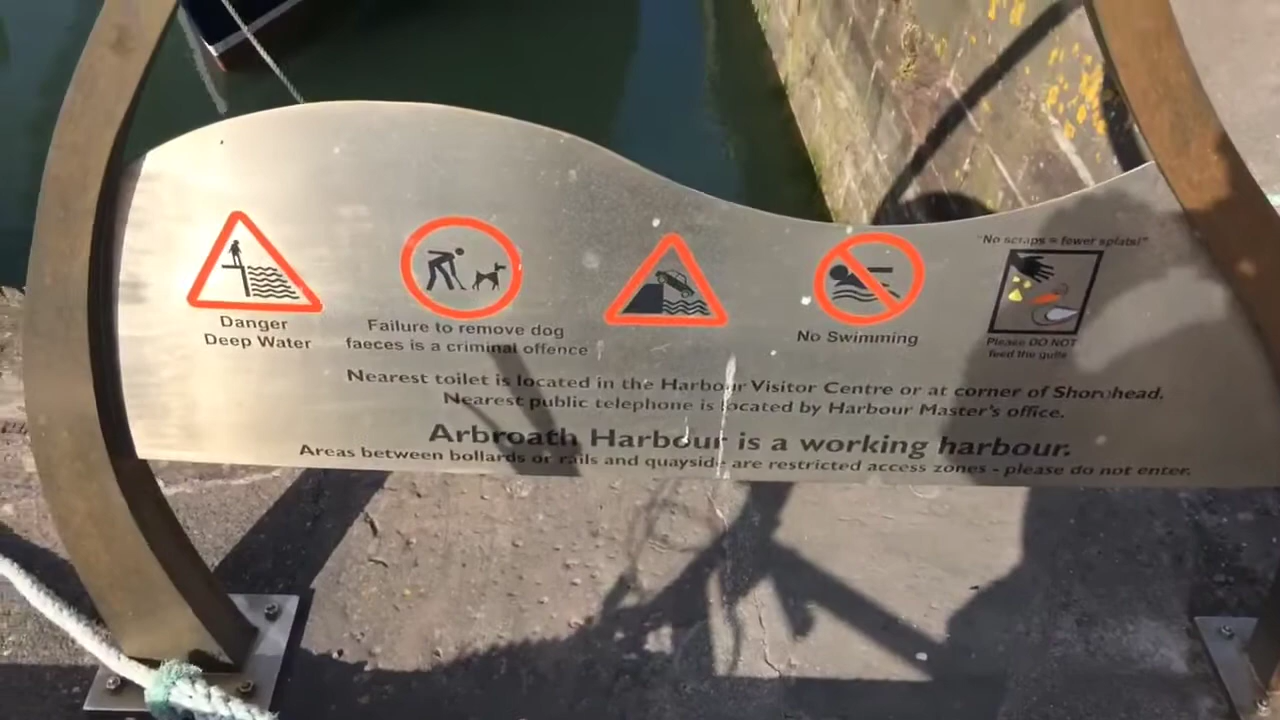 "No scraps = fewer splats!"
Danger
Deep Water
Failure to remove dog
faeces is a criminal offence
No Swimming
Please DO NOT
feed the gulls
Nearest toilet is located in the Harbour Visitor Centre or at corner of Shorehead.
Nearest public telephone is located by Harbour Master's office.
Arbroath Harbour is a working harbour.
Areas between bollards or rails and quayside are restricted access zones - please do not enter.